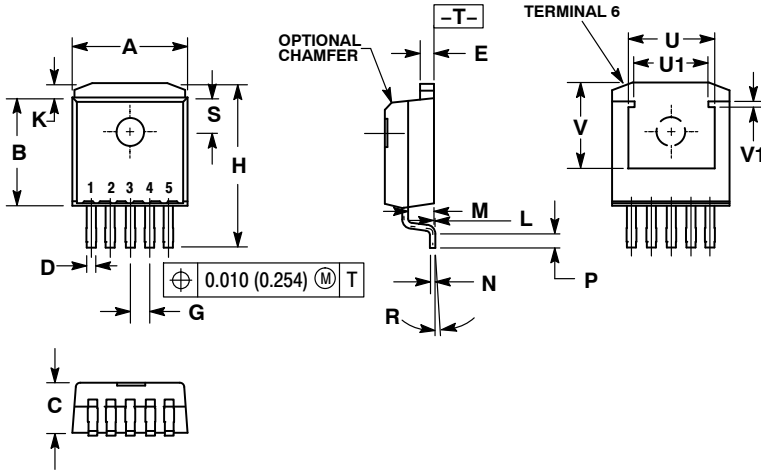 -T-
TERMINAL 6
A
OPTIONAL
CHAMFER
E
U
U1
K
S
B
H
V
V1
1 2 3 4 5
M
L
D
⌖ 0.010 (0.254) Ⓜ T
N
P
G
R
C